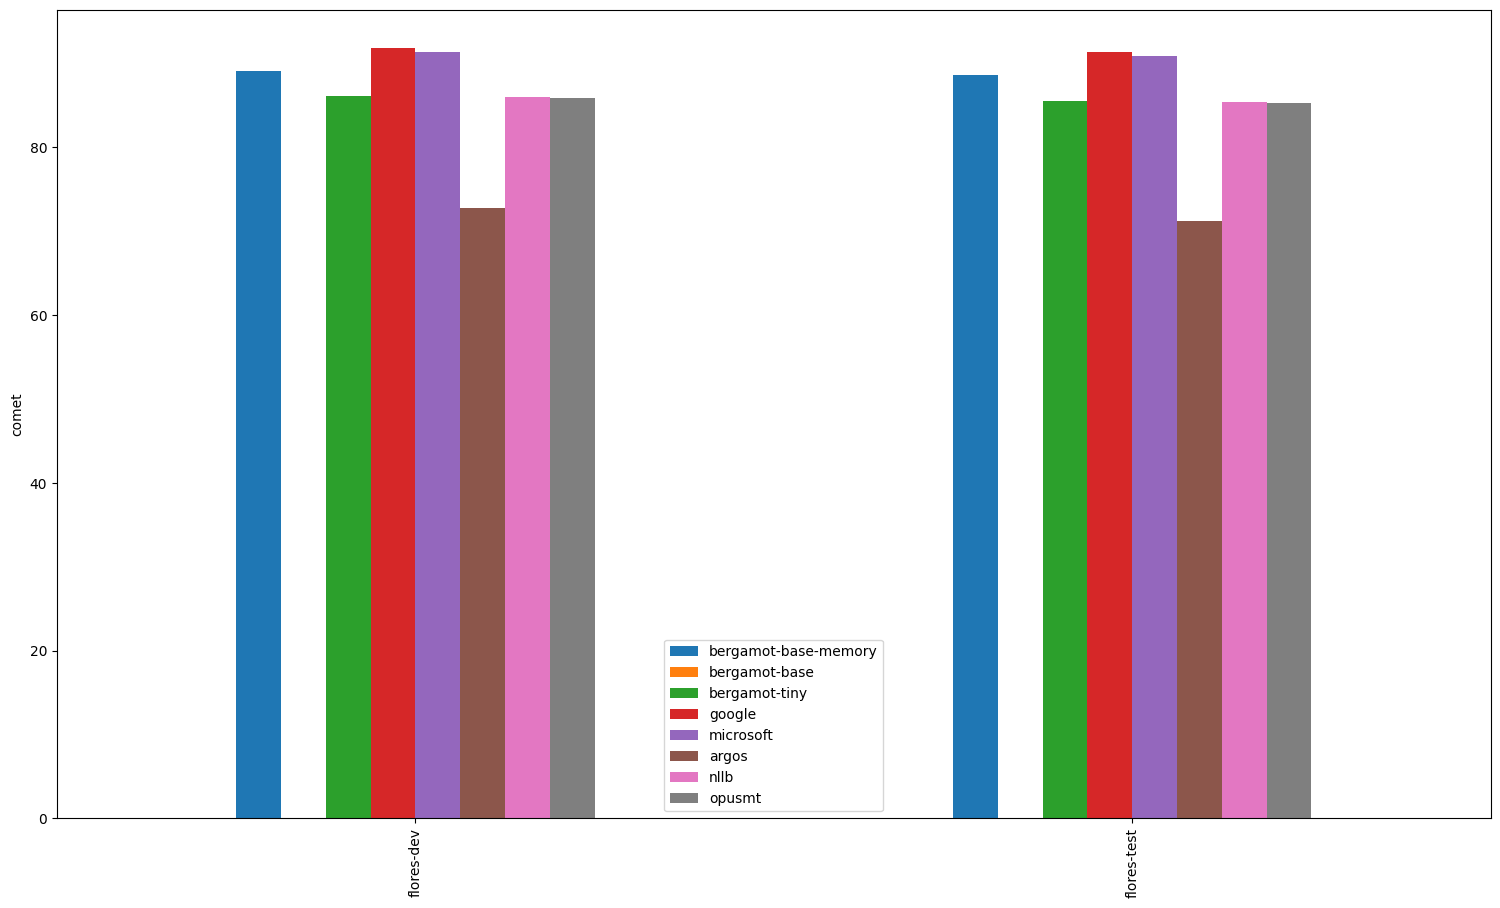 comet
80
60
40
20
0
bergamot-base-memory
bergamot-base
bergamot-tiny
google
microsoft
argos
nllb
opusmt
flores-dev
flores-test